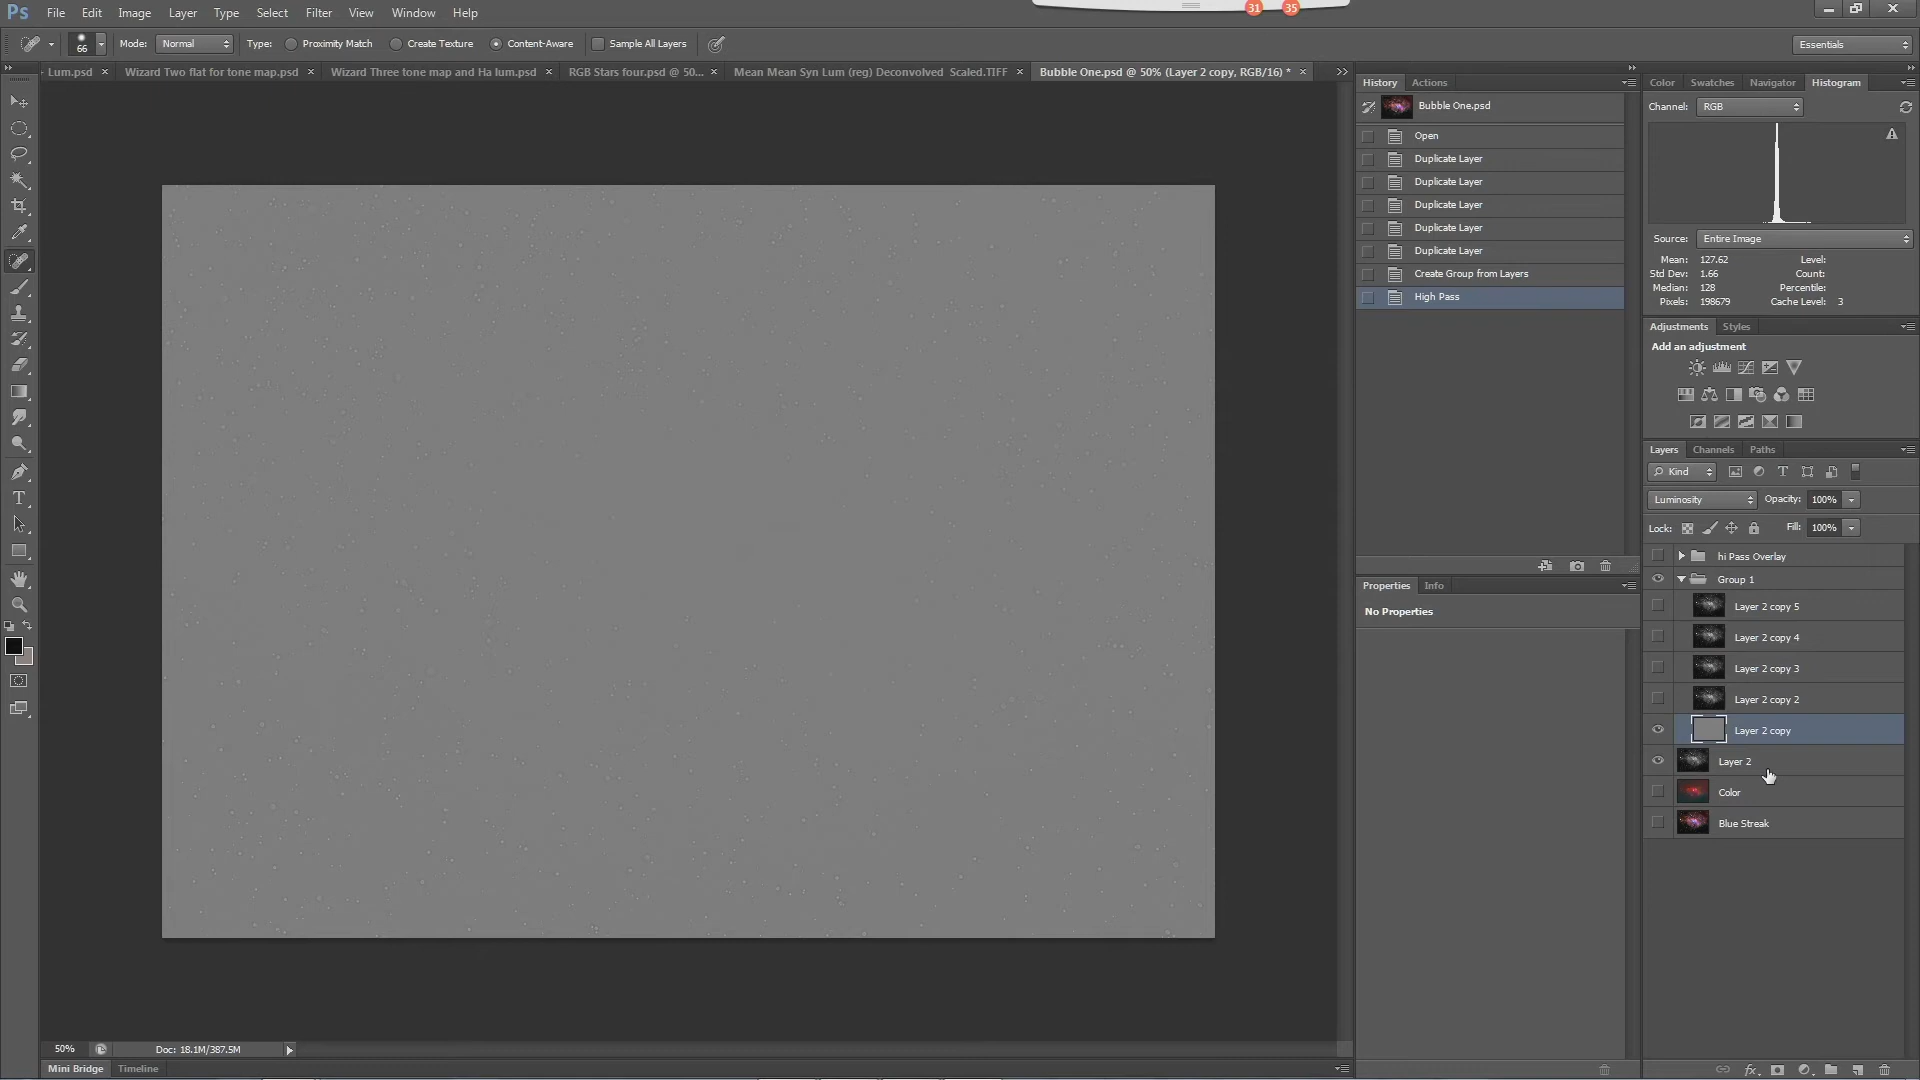 Ps File Edit Image Layer Type Select Filter View Window Help
31 35
66 Mode: Normal Type: Proximity Match Create Texture Content-Aware Sample All Layers Essentials
Lum.psd × Wizard Two flat for tone map.psd × Wizard Three tone map and Ha lum.psd × RGB Stars four.psd @ 50... × Mean Mean Syn Lum (reg) Deconvolved Scaled.TIFF × Bubble One.psd @ 50% (Layer 2 copy, RGB/16) * ×
History Actions
Bubble One.psd
Open
Duplicate Layer
Duplicate Layer
Duplicate Layer
Duplicate Layer
Duplicate Layer
Create Group from Layers
High Pass
Properties Info
No Properties
Color Swatches Navigator Histogram
Channel: RGB
Source: Entire Image
Mean: 127.62 Level:
Std Dev: 1.66 Count:
Median: 128 Percentile:
Pixels: 198679 Cache Level: 3
Adjustments Styles
Add an adjustment
Layers Channels Paths
Kind
Luminosity Opacity: 100%
Lock: Fill: 100%
hi Pass Overlay
Group 1
Layer 2 copy 5
Layer 2 copy 4
Layer 2 copy 3
Layer 2 copy 2
Layer 2 copy
Layer 2
Color
Blue Streak
fx
50% Doc: 18.1M/387.5M
Mini Bridge Timeline